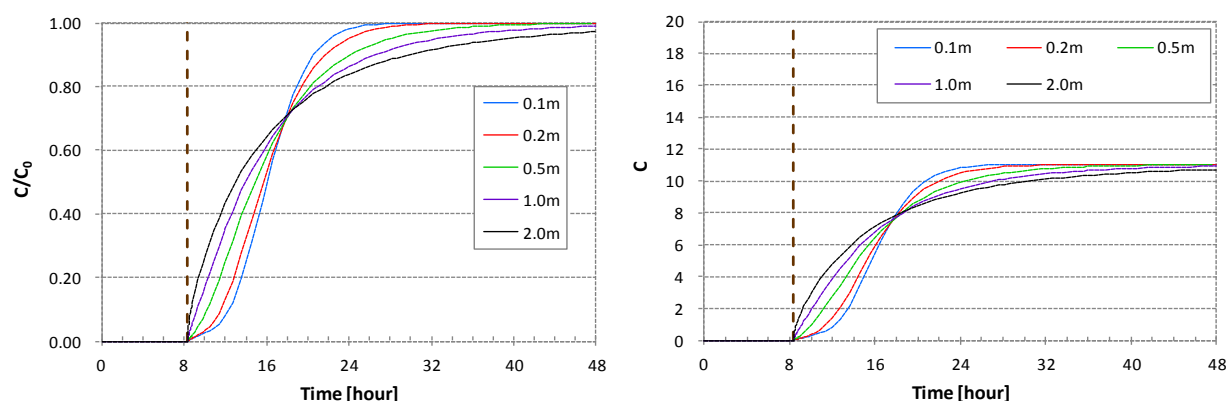 1.00
0.80
0.60
0.40
0.20
0.00
C/C₀
0 8 16 24 32 40 48
Time [hour]
0.1m
0.2m
0.5m
1.0m
2.0m
20
18
16
14
12
10
8
6
4
2
0
C
0 8 16 24 32 40 48
Time [hour]
0.1m 0.2m 0.5m
1.0m 2.0m